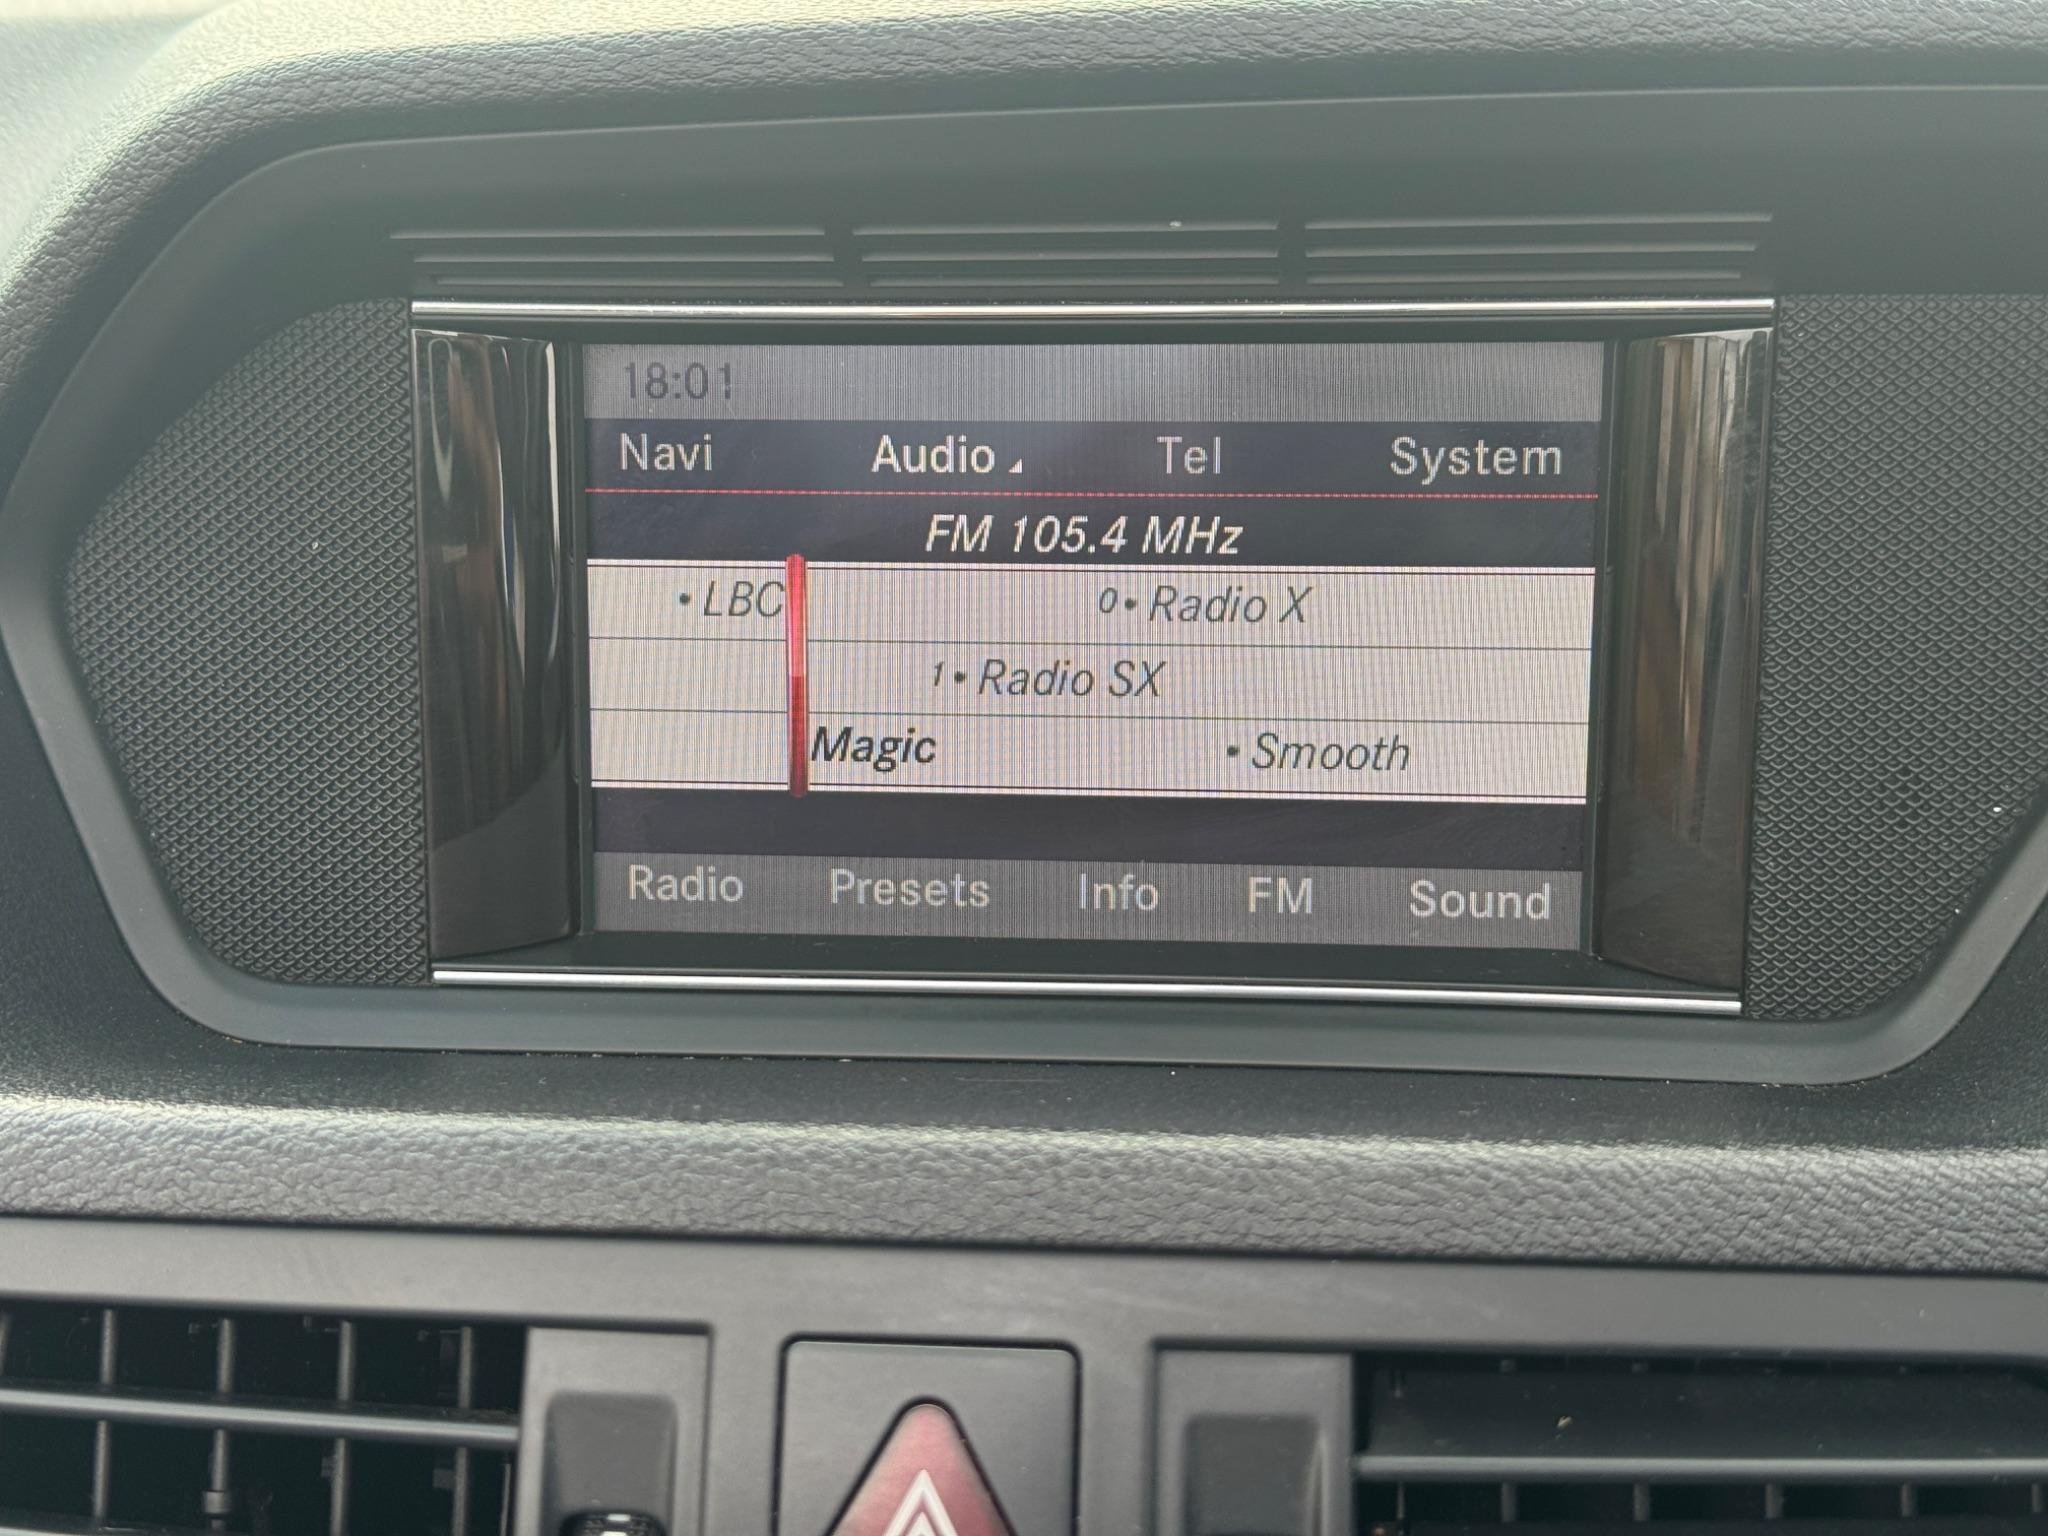 18:01
Navi Audio Tel System
FM 105.4 MHz
• LBC 0• Radio X
1• Radio SX
Magic • Smooth
Radio Presets Info FM Sound